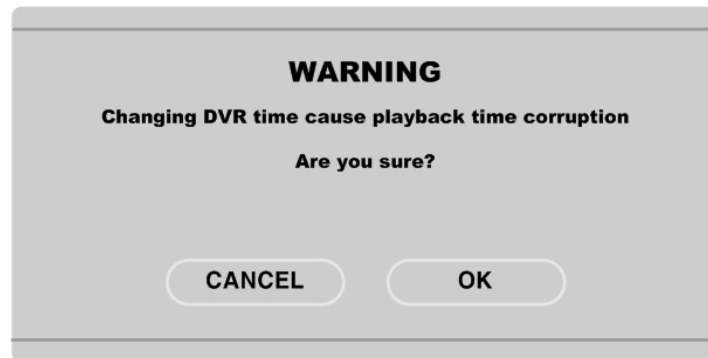 WARNING
Changing DVR time cause playback time corruption
Are you sure?
CANCEL OK